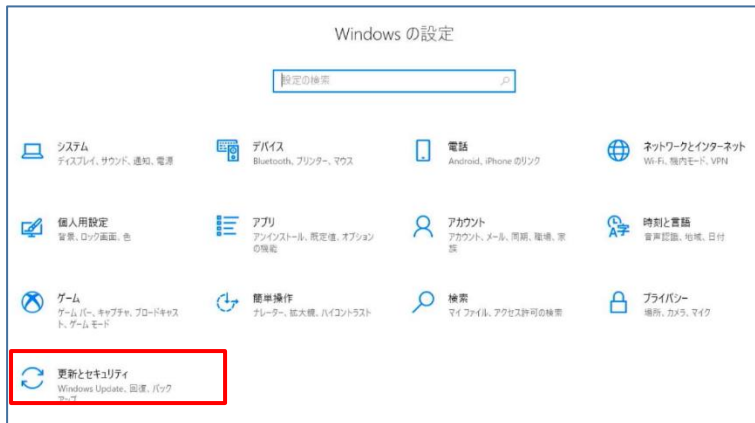 Windows の設定
設定の検索
システム
ディスプレイ、サウンド、通知、電源
デバイス
Bluetooth、プリンター、マウス
電話
Android、iPhone のリンク
ネットワークとインターネット
Wi-Fi、機内モード、VPN
個人用設定
背景、ロック画面、色
アプリ
アンインストール、既定値、オプション
の機能
アカウント
アカウント、メール、同期、職場、家
族
時刻と言語
音声認識、地域、日付
ゲーム
ゲーム バー、キャプチャ、ブロードキャス
ト、ゲーム モード
簡単操作
ナレーター、拡大鏡、ハイコントラスト
検索
マイ ファイル、アクセス許可の検索
プライバシー
場所、カメラ、マイク
更新とセキュリティ
Windows Update、回復、バック
アップ